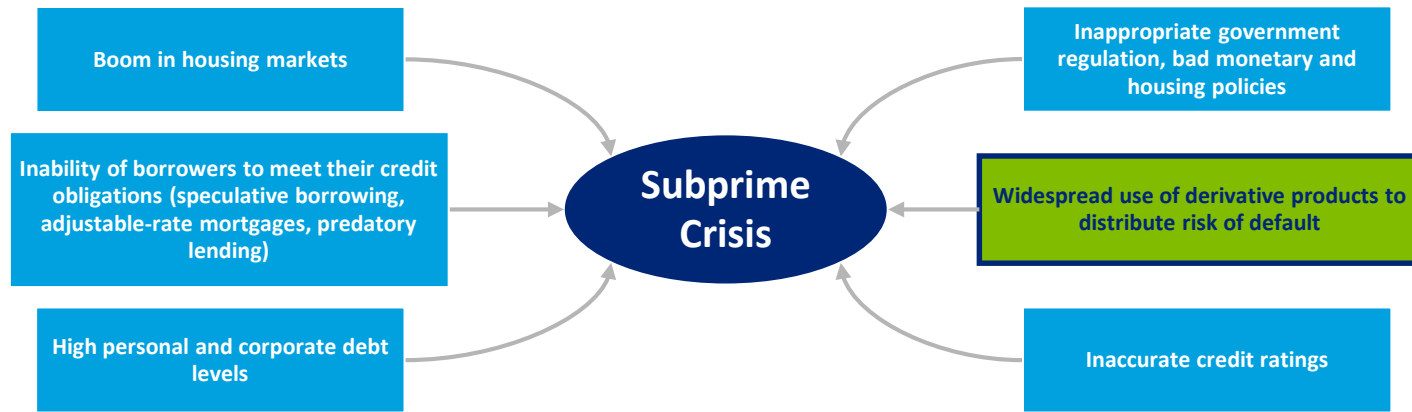 Boom in housing markets
Inability of borrowers to meet their credit
obligations (speculative borrowing,
adjustable-rate mortgages, predatory
lending)
High personal and corporate debt
levels
Subprime
Crisis
Inappropriate government
regulation, bad monetary and
housing policies
Widespread use of derivative products to
distribute risk of default
Inaccurate credit ratings